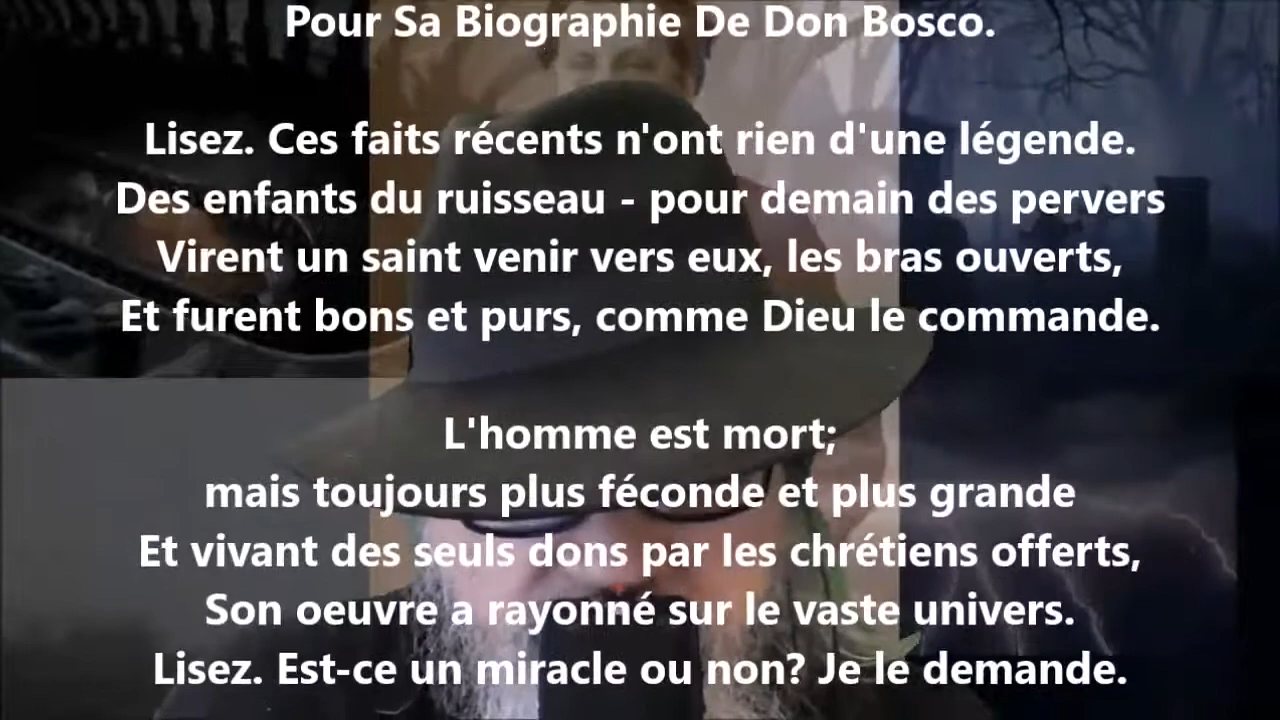 Pour Sa Biographie De Don Bosco.
Lisez. Ces faits récents n'ont rien d'une légende.
Des enfants du ruisseau - pour demain des pervers
Virent un saint venir vers eux, les bras ouverts,
Et furent bons et purs, comme Dieu le commande.
L'homme est mort;
mais toujours plus féconde et plus grande
Et vivant des seuls dons par les chrétiens offerts,
Son oeuvre a rayonné sur le vaste univers.
Lisez. Est-ce un miracle ou non? Je le demande.